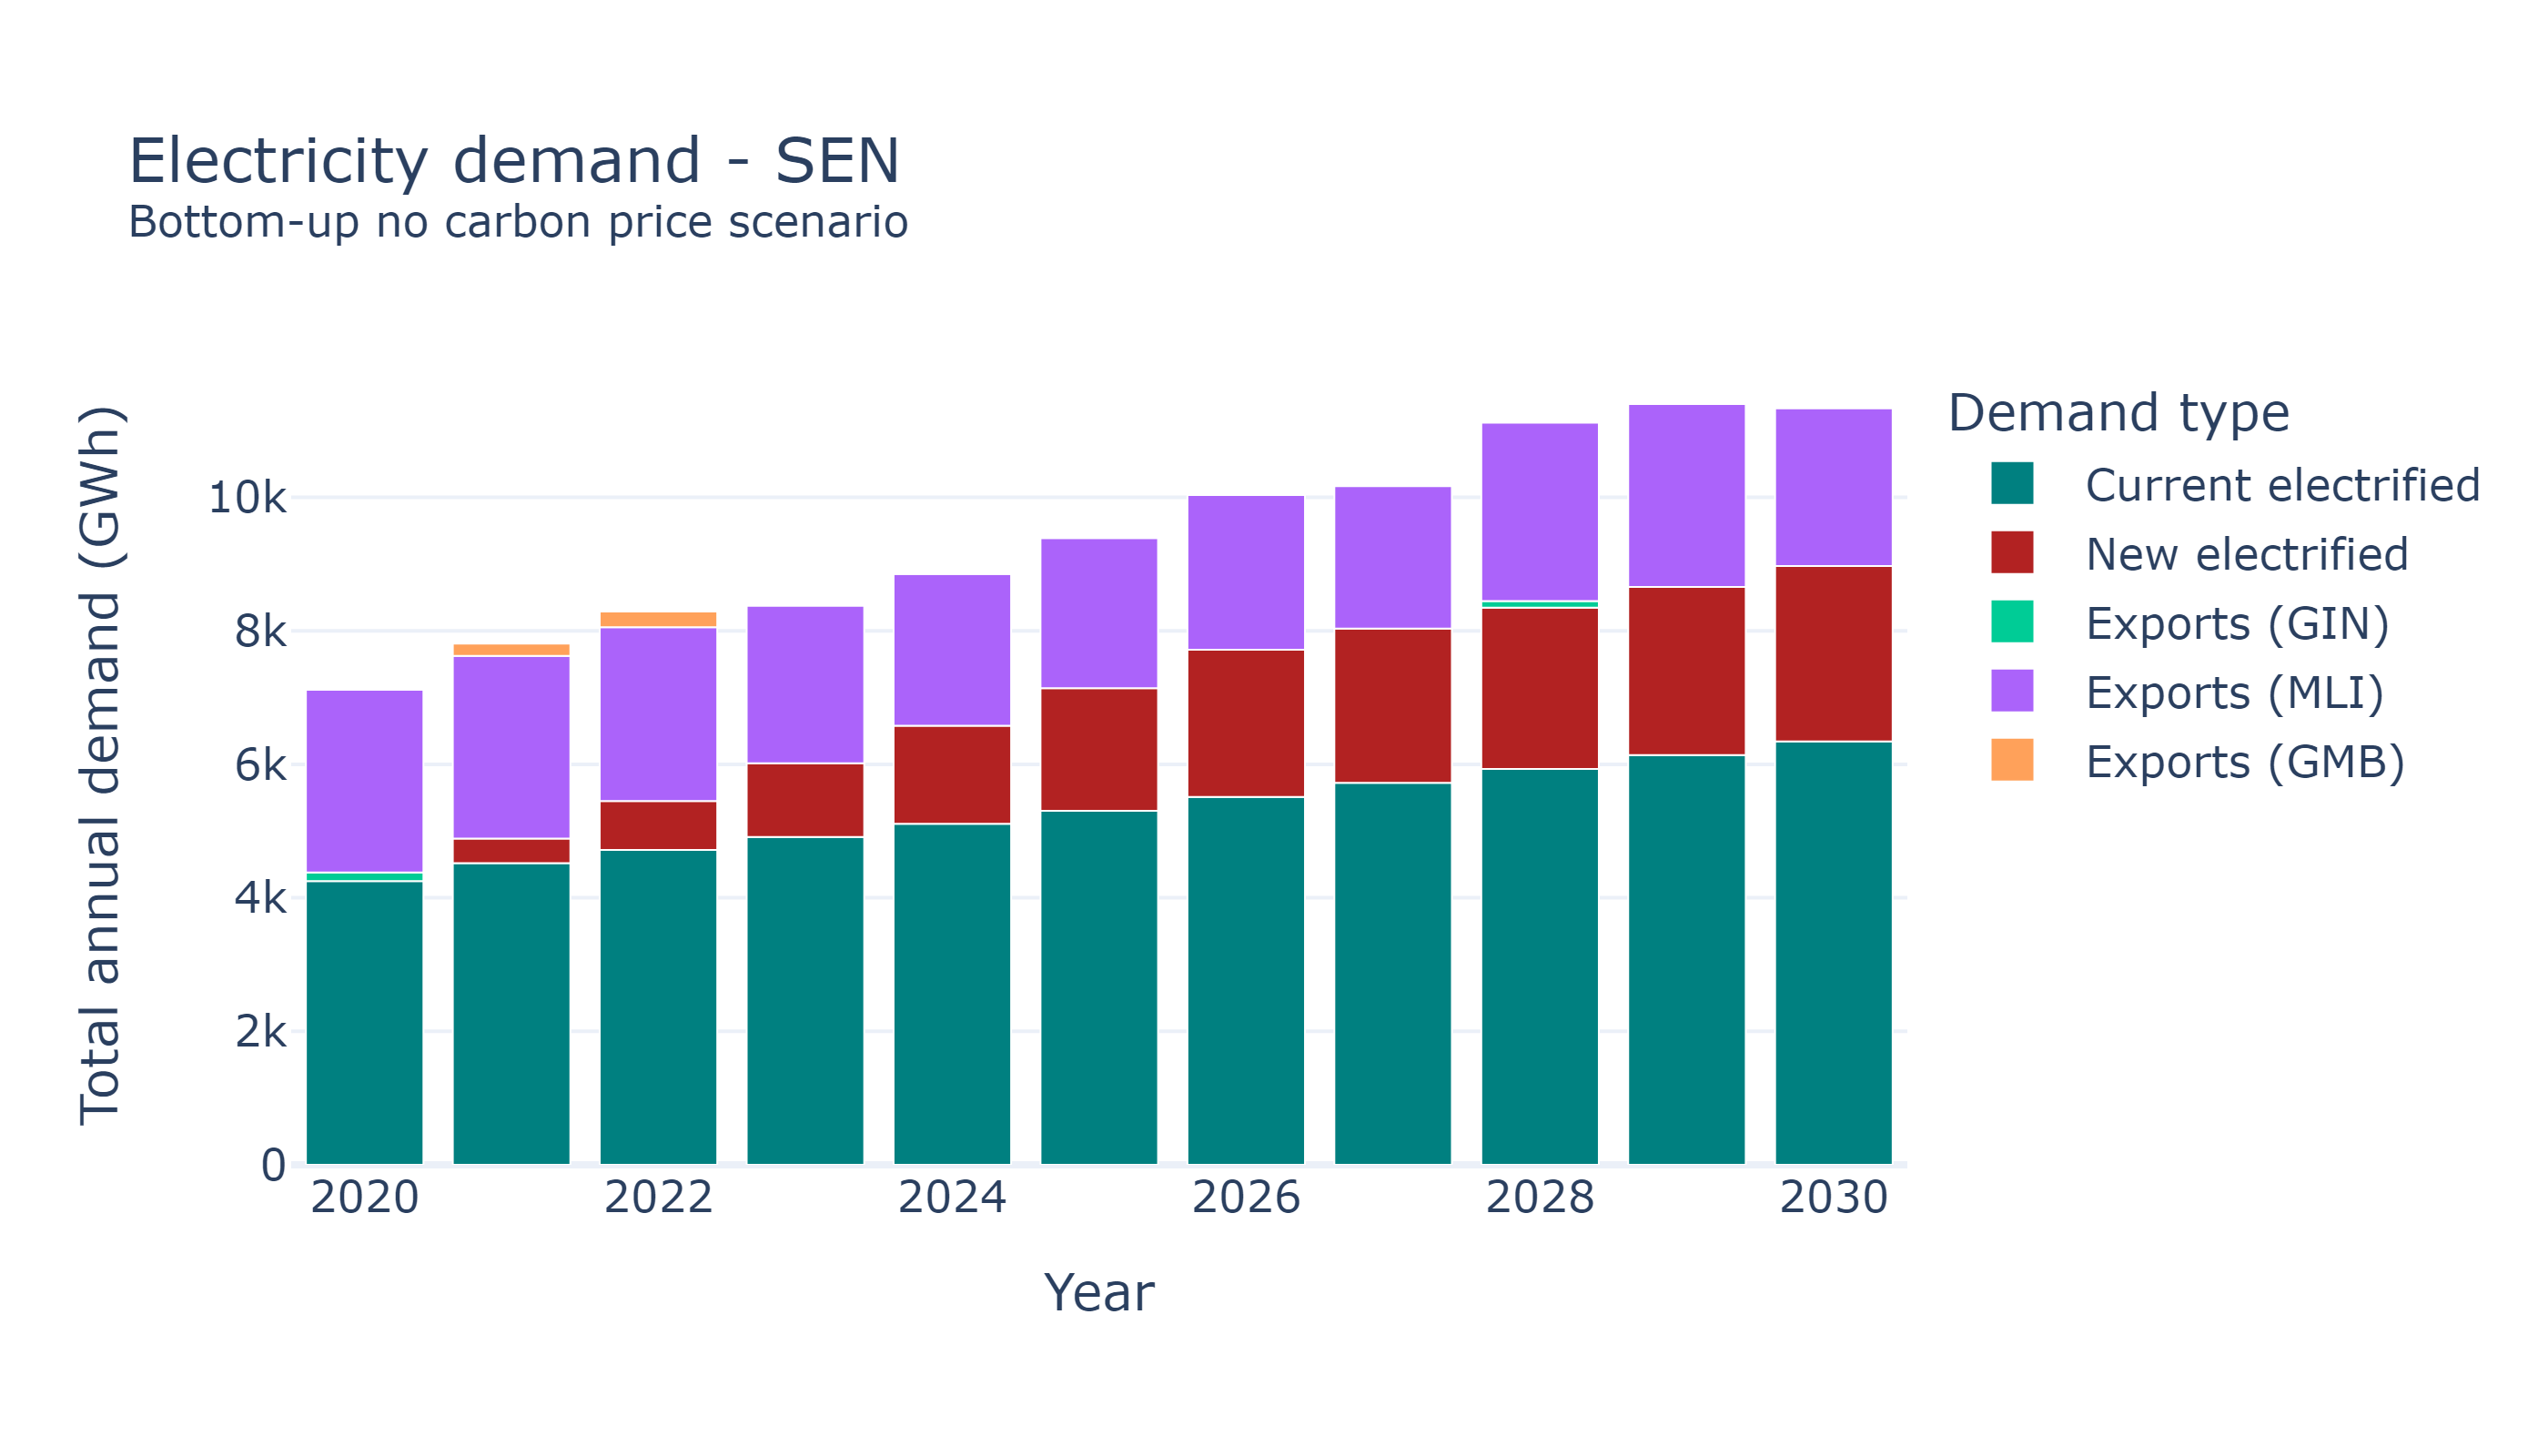 Electricity demand - SEN
Bottom-up no carbon price scenario
Total annual demand (GWh)
10k
8k
6k
4k
2k
0
2020
2022
2024
2026
2028
2030
Year
Demand type
Current electrified
New electrified
Exports (GIN)
Exports (MLI)
Exports (GMB)